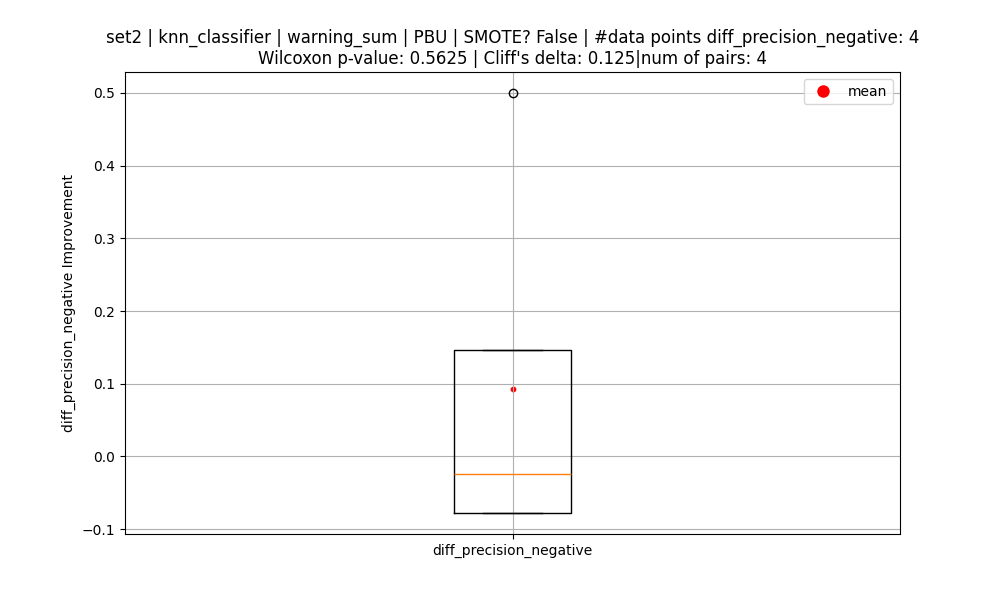 set2 | knn_classifier | warning_sum | PBU | SMOTE? False | #data points diff_precision_negative: 4
Wilcoxon p-value: 0.5625 | Cliff's delta: 0.125|num of pairs: 4
mean
0.5
0.4
0.3
0.2
0.1
0.0
−0.1
diff_precision_negative Improvement
diff_precision_negative